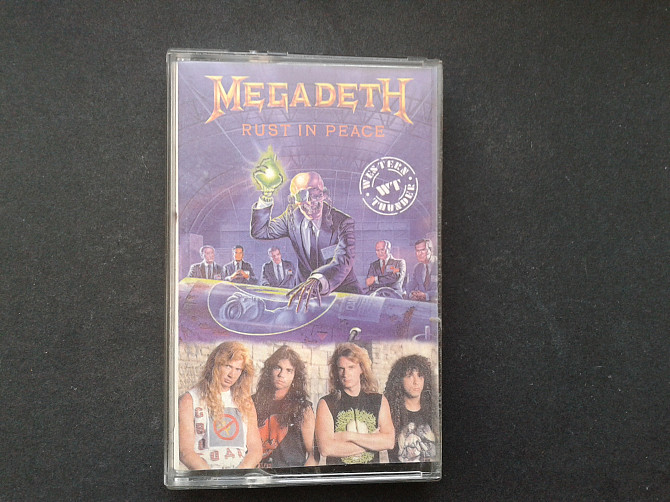 MEGADETH
RUST IN PEACE
WESTERN
WT
THUNDER